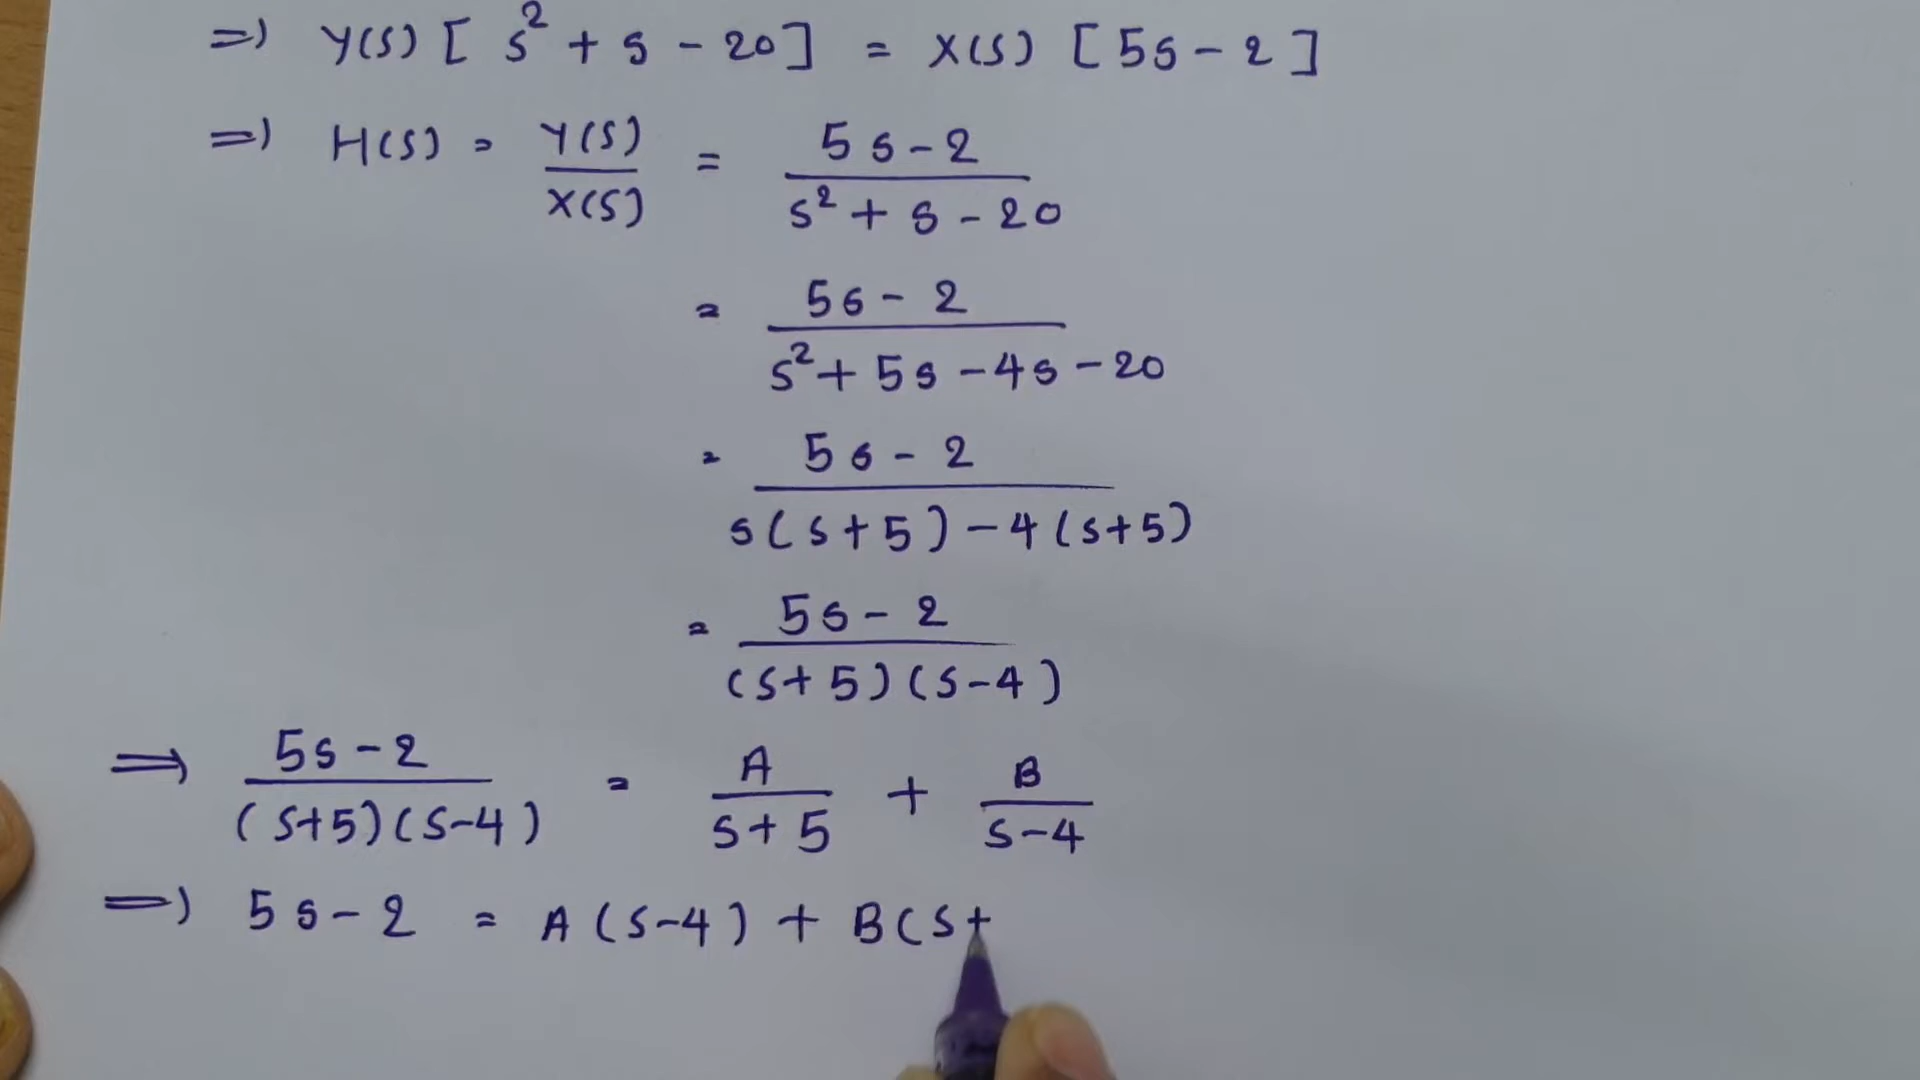 => Y(S) [ s² + s - 20 ] = X(S) [ 5s - 2 ]
=> H(S) = Y(S)/X(S) = 5s - 2 / s² + s - 20
= 5s - 2 / s² + 5s - 4s - 20
= 5s - 2 / s(s+5) - 4(s+5)
= 5s - 2 / (s+5)(s-4)
=> 5s - 2 / (s+5)(s-4) = A / s+5 + B / s-4
=> 5s - 2 = A(s-4) + B(s+